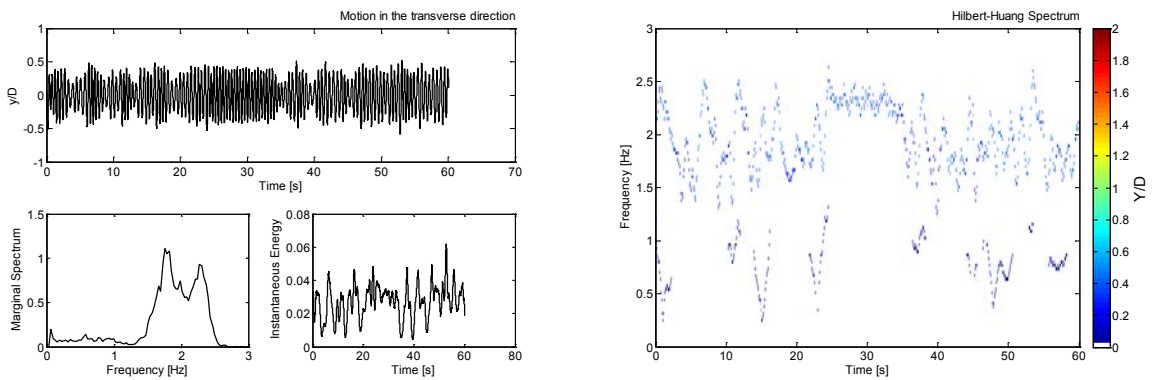 Motion in the transverse direction
1
0.5
0
-0.5
-1
y/D
0 10 20 30 40 50 60 70
Time [s]
1.5
1
0.5
0
Marginal Spectrum
0 1 2 3
Frequency [Hz]
0.08
0.06
0.04
0.02
0
Instantaneous Energy
0 20 40 60 80
Time [s]
Hilbert-Huang Spectrum
3
2.5
2
1.5
1
0.5
0
Frequency [Hz]
0 10 20 30 40 50 60
Time [s]
2
1.8
1.6
1.4
1.2
1
0.8
0.6
0.4
0.2
0
Y/D